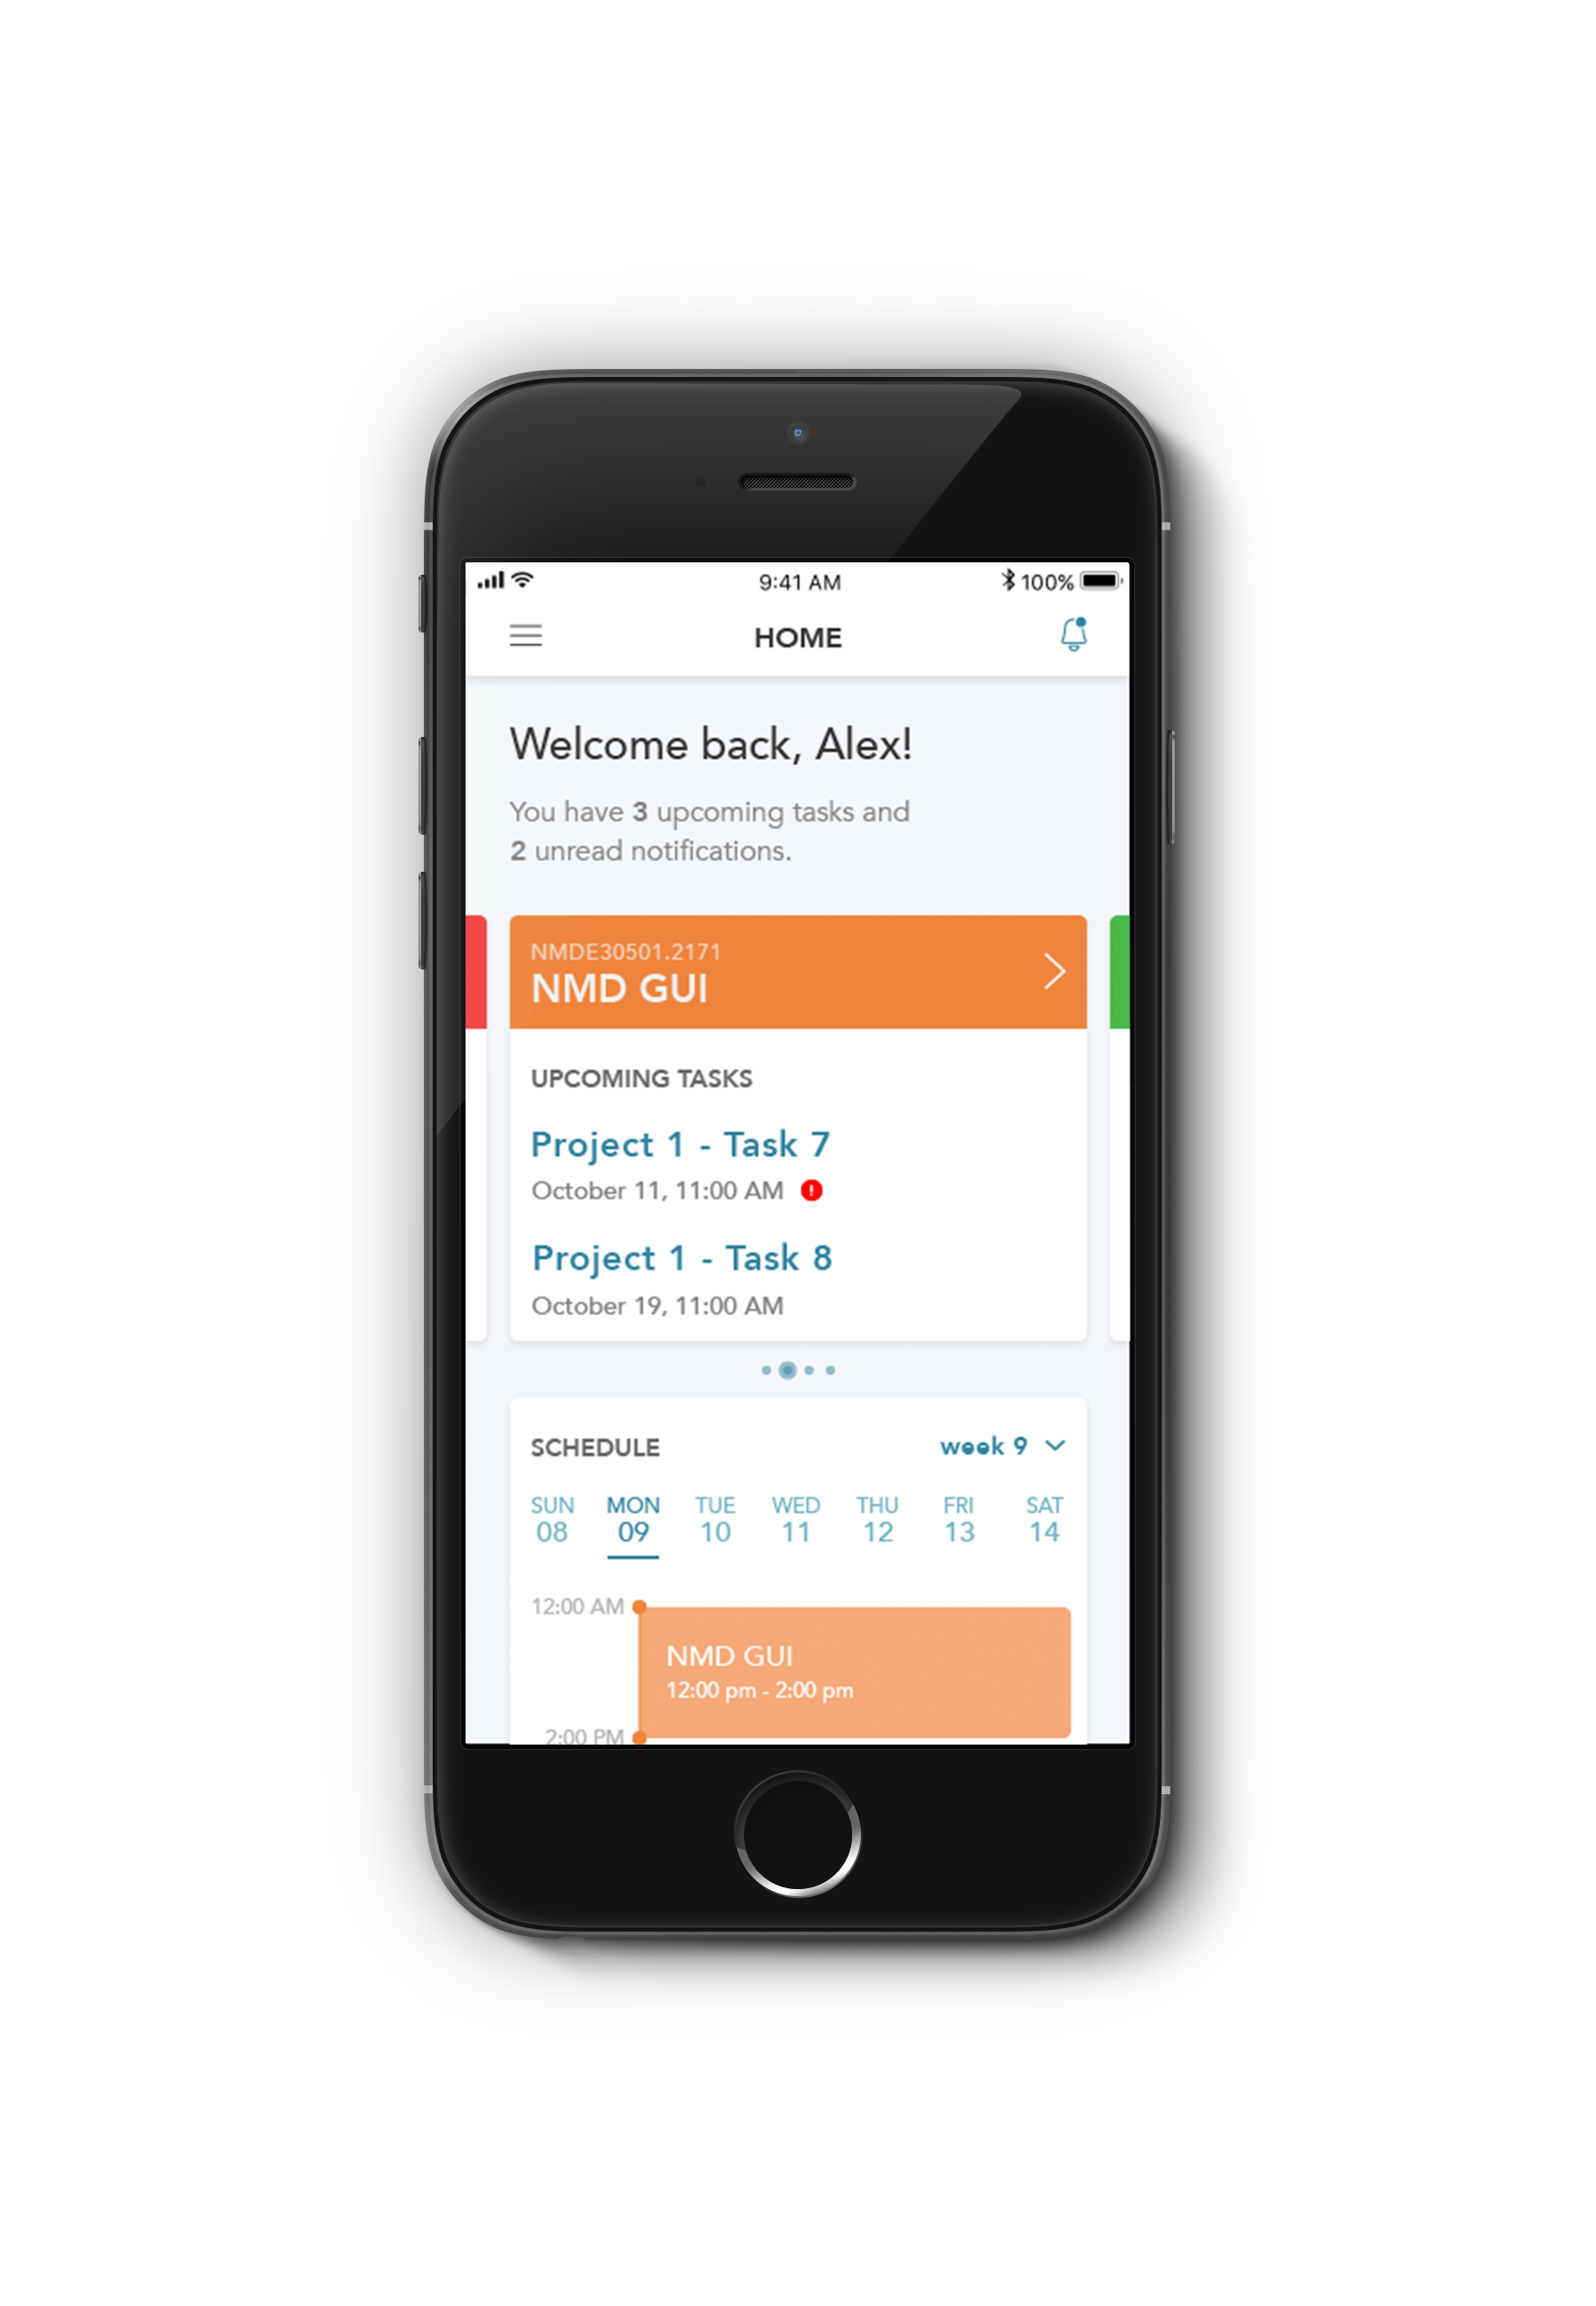 9:41 AM
100%
HOME
Welcome back, Alex!
You have 3 upcoming tasks and
2 unread notifications.
NMDE30501.2171
NMD GUI
UPCOMING TASKS
Project 1 - Task 7
October 11, 11:00 AM
Project 1 - Task 8
October 19, 11:00 AM
SCHEDULE
week 9
SUN MON TUE WED THU FRI SAT
08 09 10 11 12 13 14
12:00 AM
NMD GUI
12:00 pm - 2:00 pm
2:00 PM